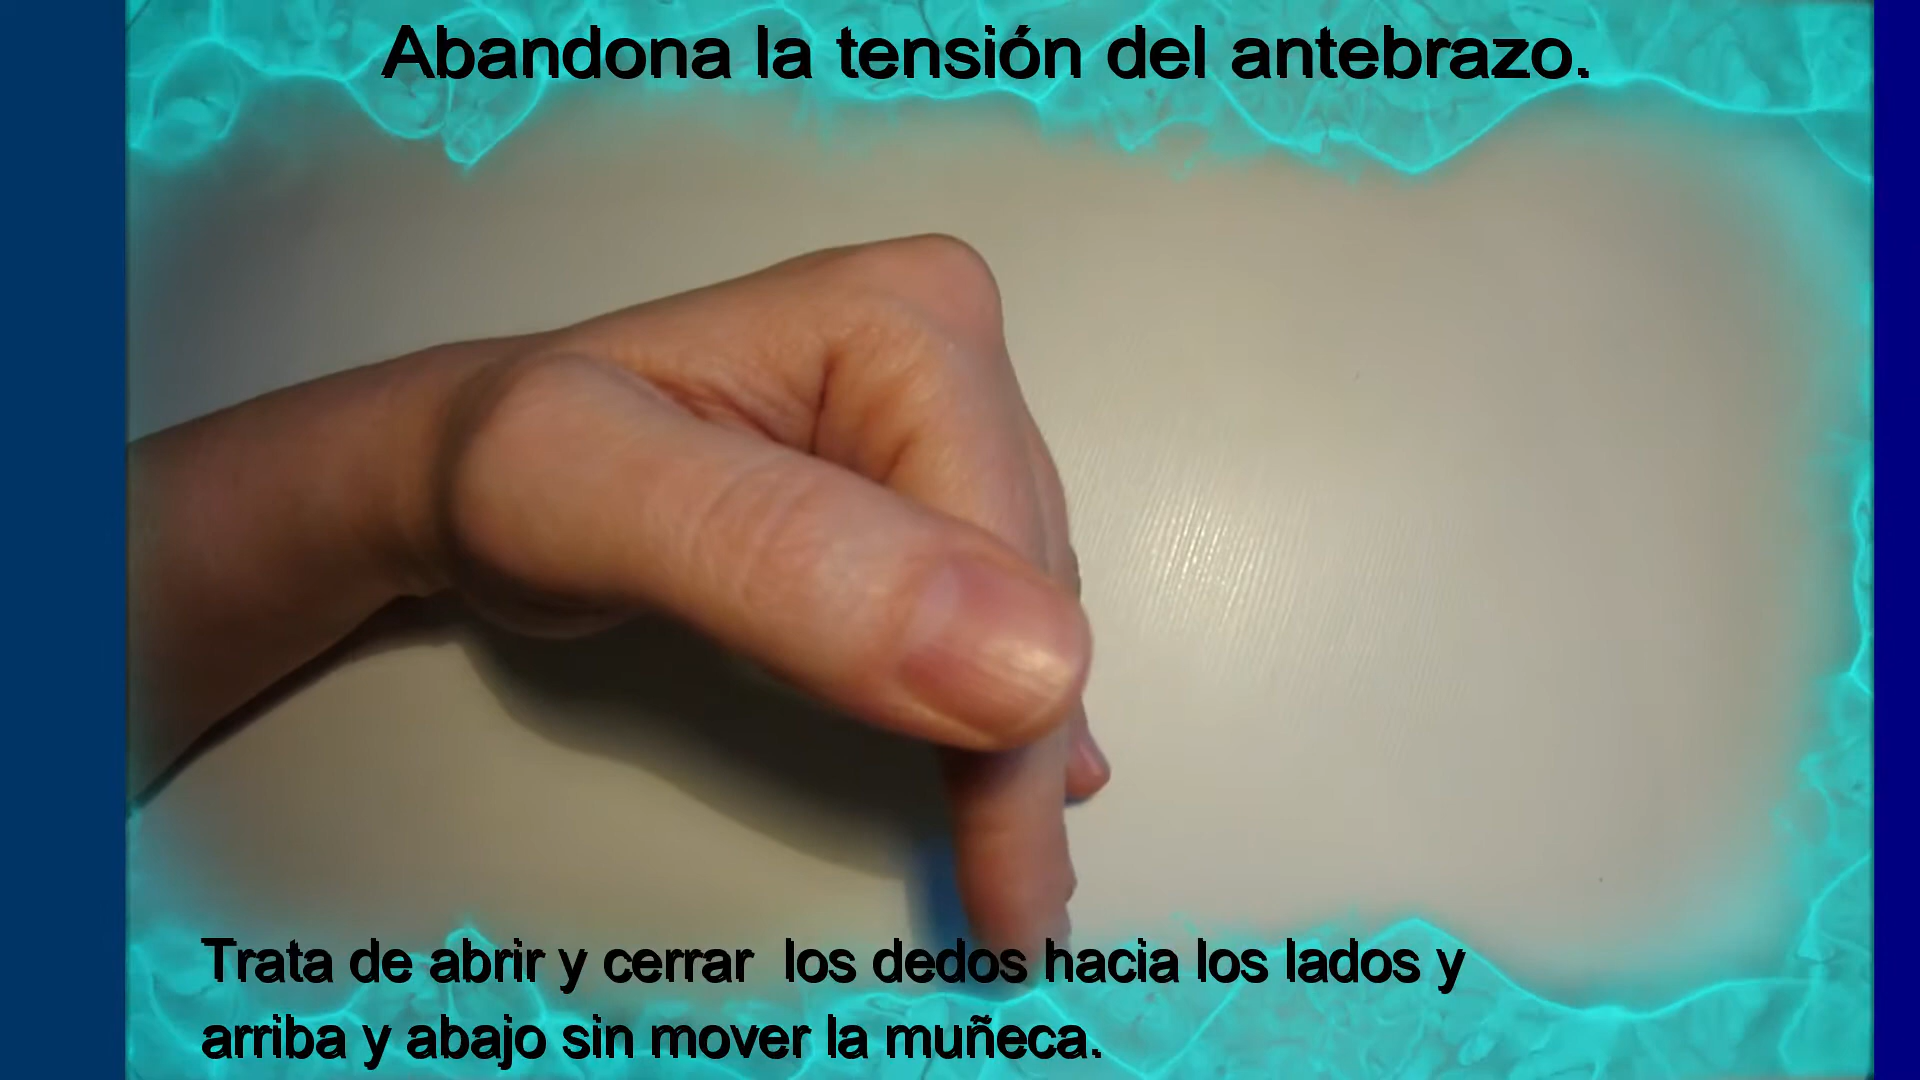 Abandona la tensión del antebrazo.
Trata de abrir y cerrar  los dedos hacia los lados y
arriba y abajo sin mover la muñeca.